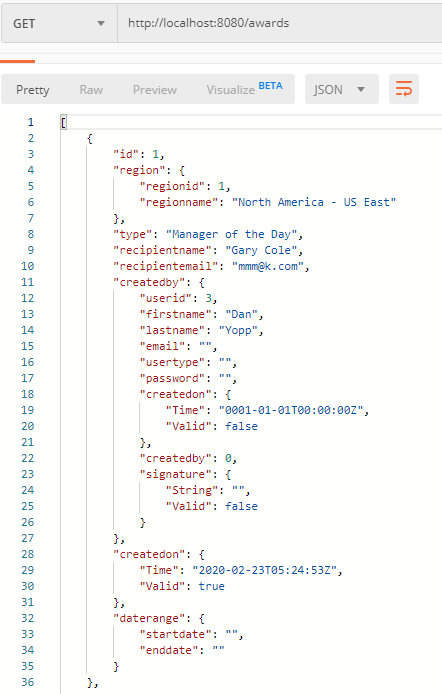 GET http://localhost:8080/awards
Pretty Raw Preview Visualize BETA JSON
1 [
2 {
3 "id": 1,
4 "region": {
5 "regionid": 1,
6 "regionname": "North America - US East"
7 },
8 "type": "Manager of the Day",
9 "recipientname": "Gary Cole",
10 "recipientemail": "mmm@k.com",
11 "createdby": {
12 "userid": 3,
13 "firstname": "Dan",
14 "lastname": "Yopp",
15 "email": "",
16 "usertype": "",
17 "password": "",
18 "createdon": {
19 "Time": "0001-01-01T00:00:00Z",
20 "Valid": false
21 },
22 "createdby": 0,
23 "signature": {
24 "String": "",
25 "Valid": false
26 }
27 },
28 "createdon": {
29 "Time": "2020-02-23T05:24:53Z",
30 "Valid": true
31 },
32 "daterange": {
33 "startdate": "",
34 "enddate": ""
35 }
36 },